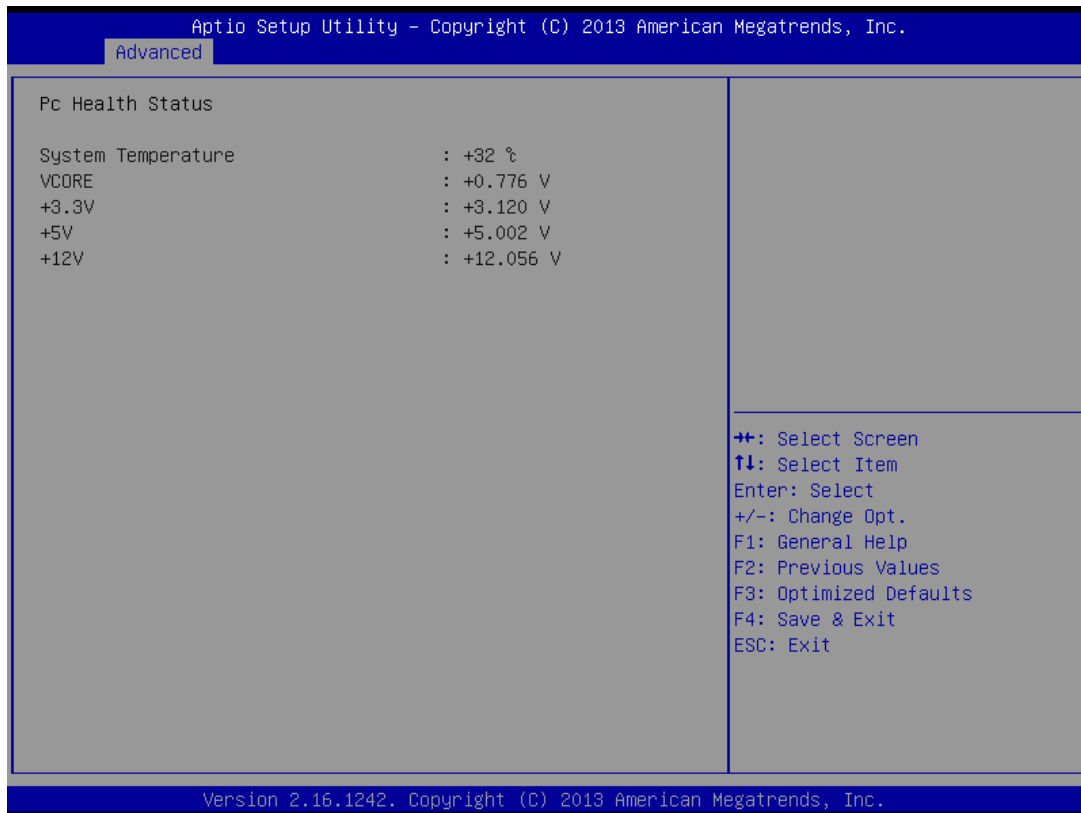 Aptio Setup Utility – Copyright (C) 2013 American Megatrends, Inc.
Advanced
Pc Health Status
System Temperature : +32 ℃
VCORE : +0.776 V
+3.3V : +3.120 V
+5V : +5.002 V
+12V : +12.056 V
→←: Select Screen
↑↓: Select Item
Enter: Select
+/-: Change Opt.
F1: General Help
F2: Previous Values
F3: Optimized Defaults
F4: Save & Exit
ESC: Exit
Version 2.16.1242. Copyright (C) 2013 American Megatrends, Inc.